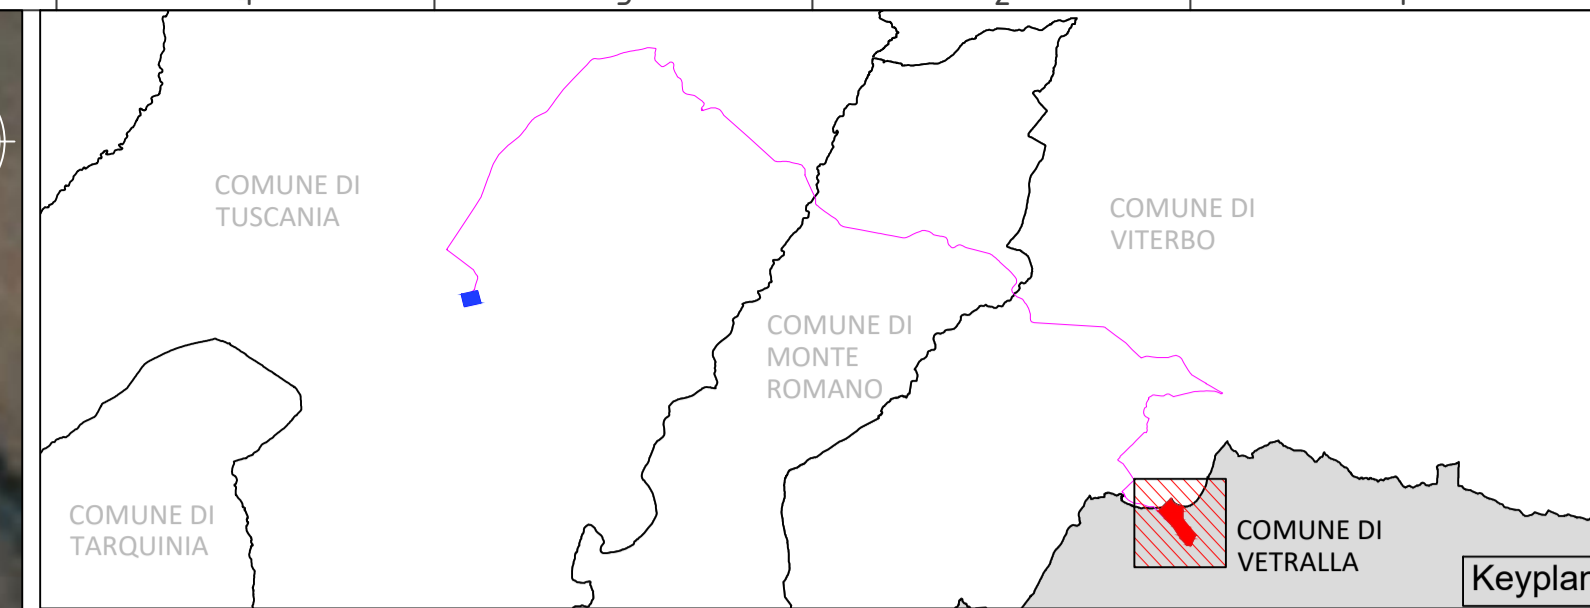 COMUNE DI
TUSCANIA
COMUNE DI
VITERBO
COMUNE DI
MONTE
ROMANO
COMUNE DI
TARQUINIA
COMUNE DI
VETRALLA